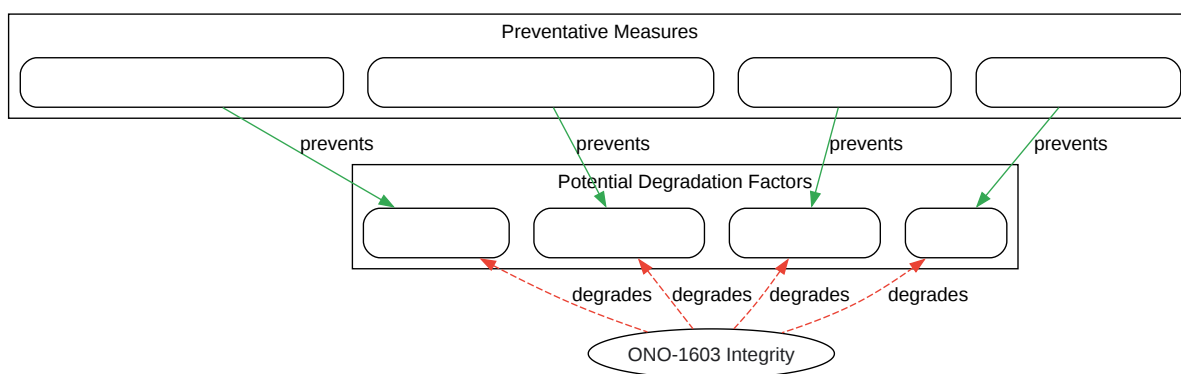 Preventative Measures
prevents
prevents
prevents
prevents
Potential Degradation Factors
degrades
degrades
degrades
degrades
ONO-1603 Integrity